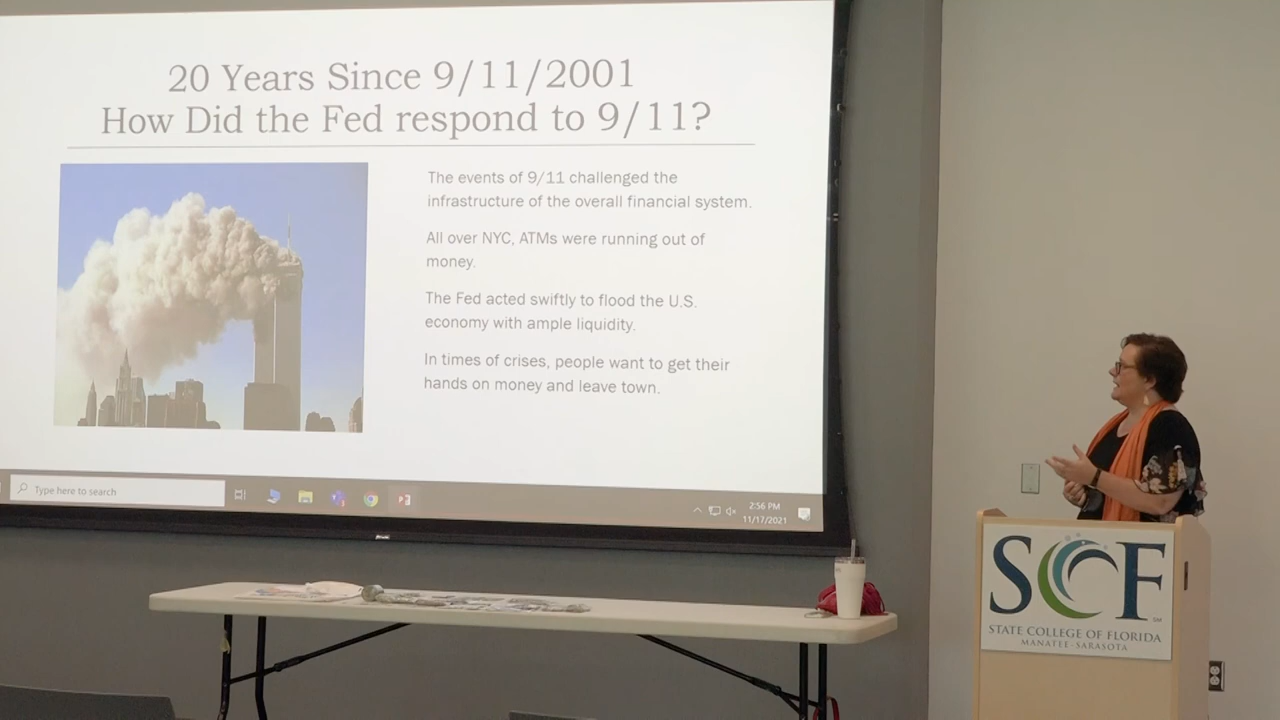 20 Years Since 9/11/2001
How Did the Fed respond to 9/11?
The events of 9/11 challenged the
infrastructure of the overall financial system.
All over NYC, ATMs were running out of
money.
The Fed acted swiftly to flood the U.S.
economy with ample liquidity.
In times of crises, people want to get their
hands on money and leave town.
Type here to search
2:56 PM
11/17/2021
SCF
SM
STATE COLLEGE OF FLORIDA
MANATEE-SARASOTA